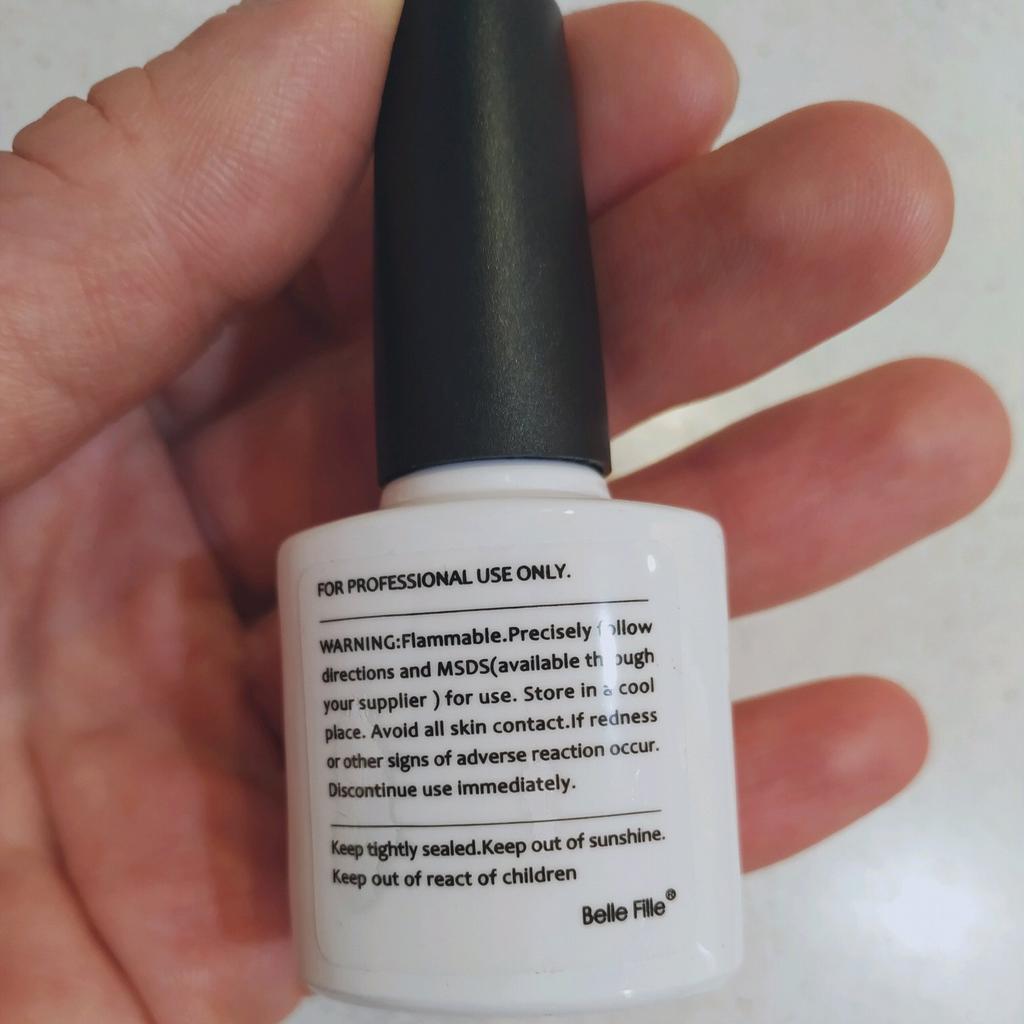 FOR PROFESSIONAL USE ONLY.
WARNING:Flammable.Precisely follow
directions and MSDS(available through
your supplier ) for use. Store in a cool
place. Avoid all skin contact.If redness
or other signs of adverse reaction occur.
Discontinue use immediately.
Keep tightly sealed.Keep out of sunshine.
Keep out of react of children
Belle Fille®